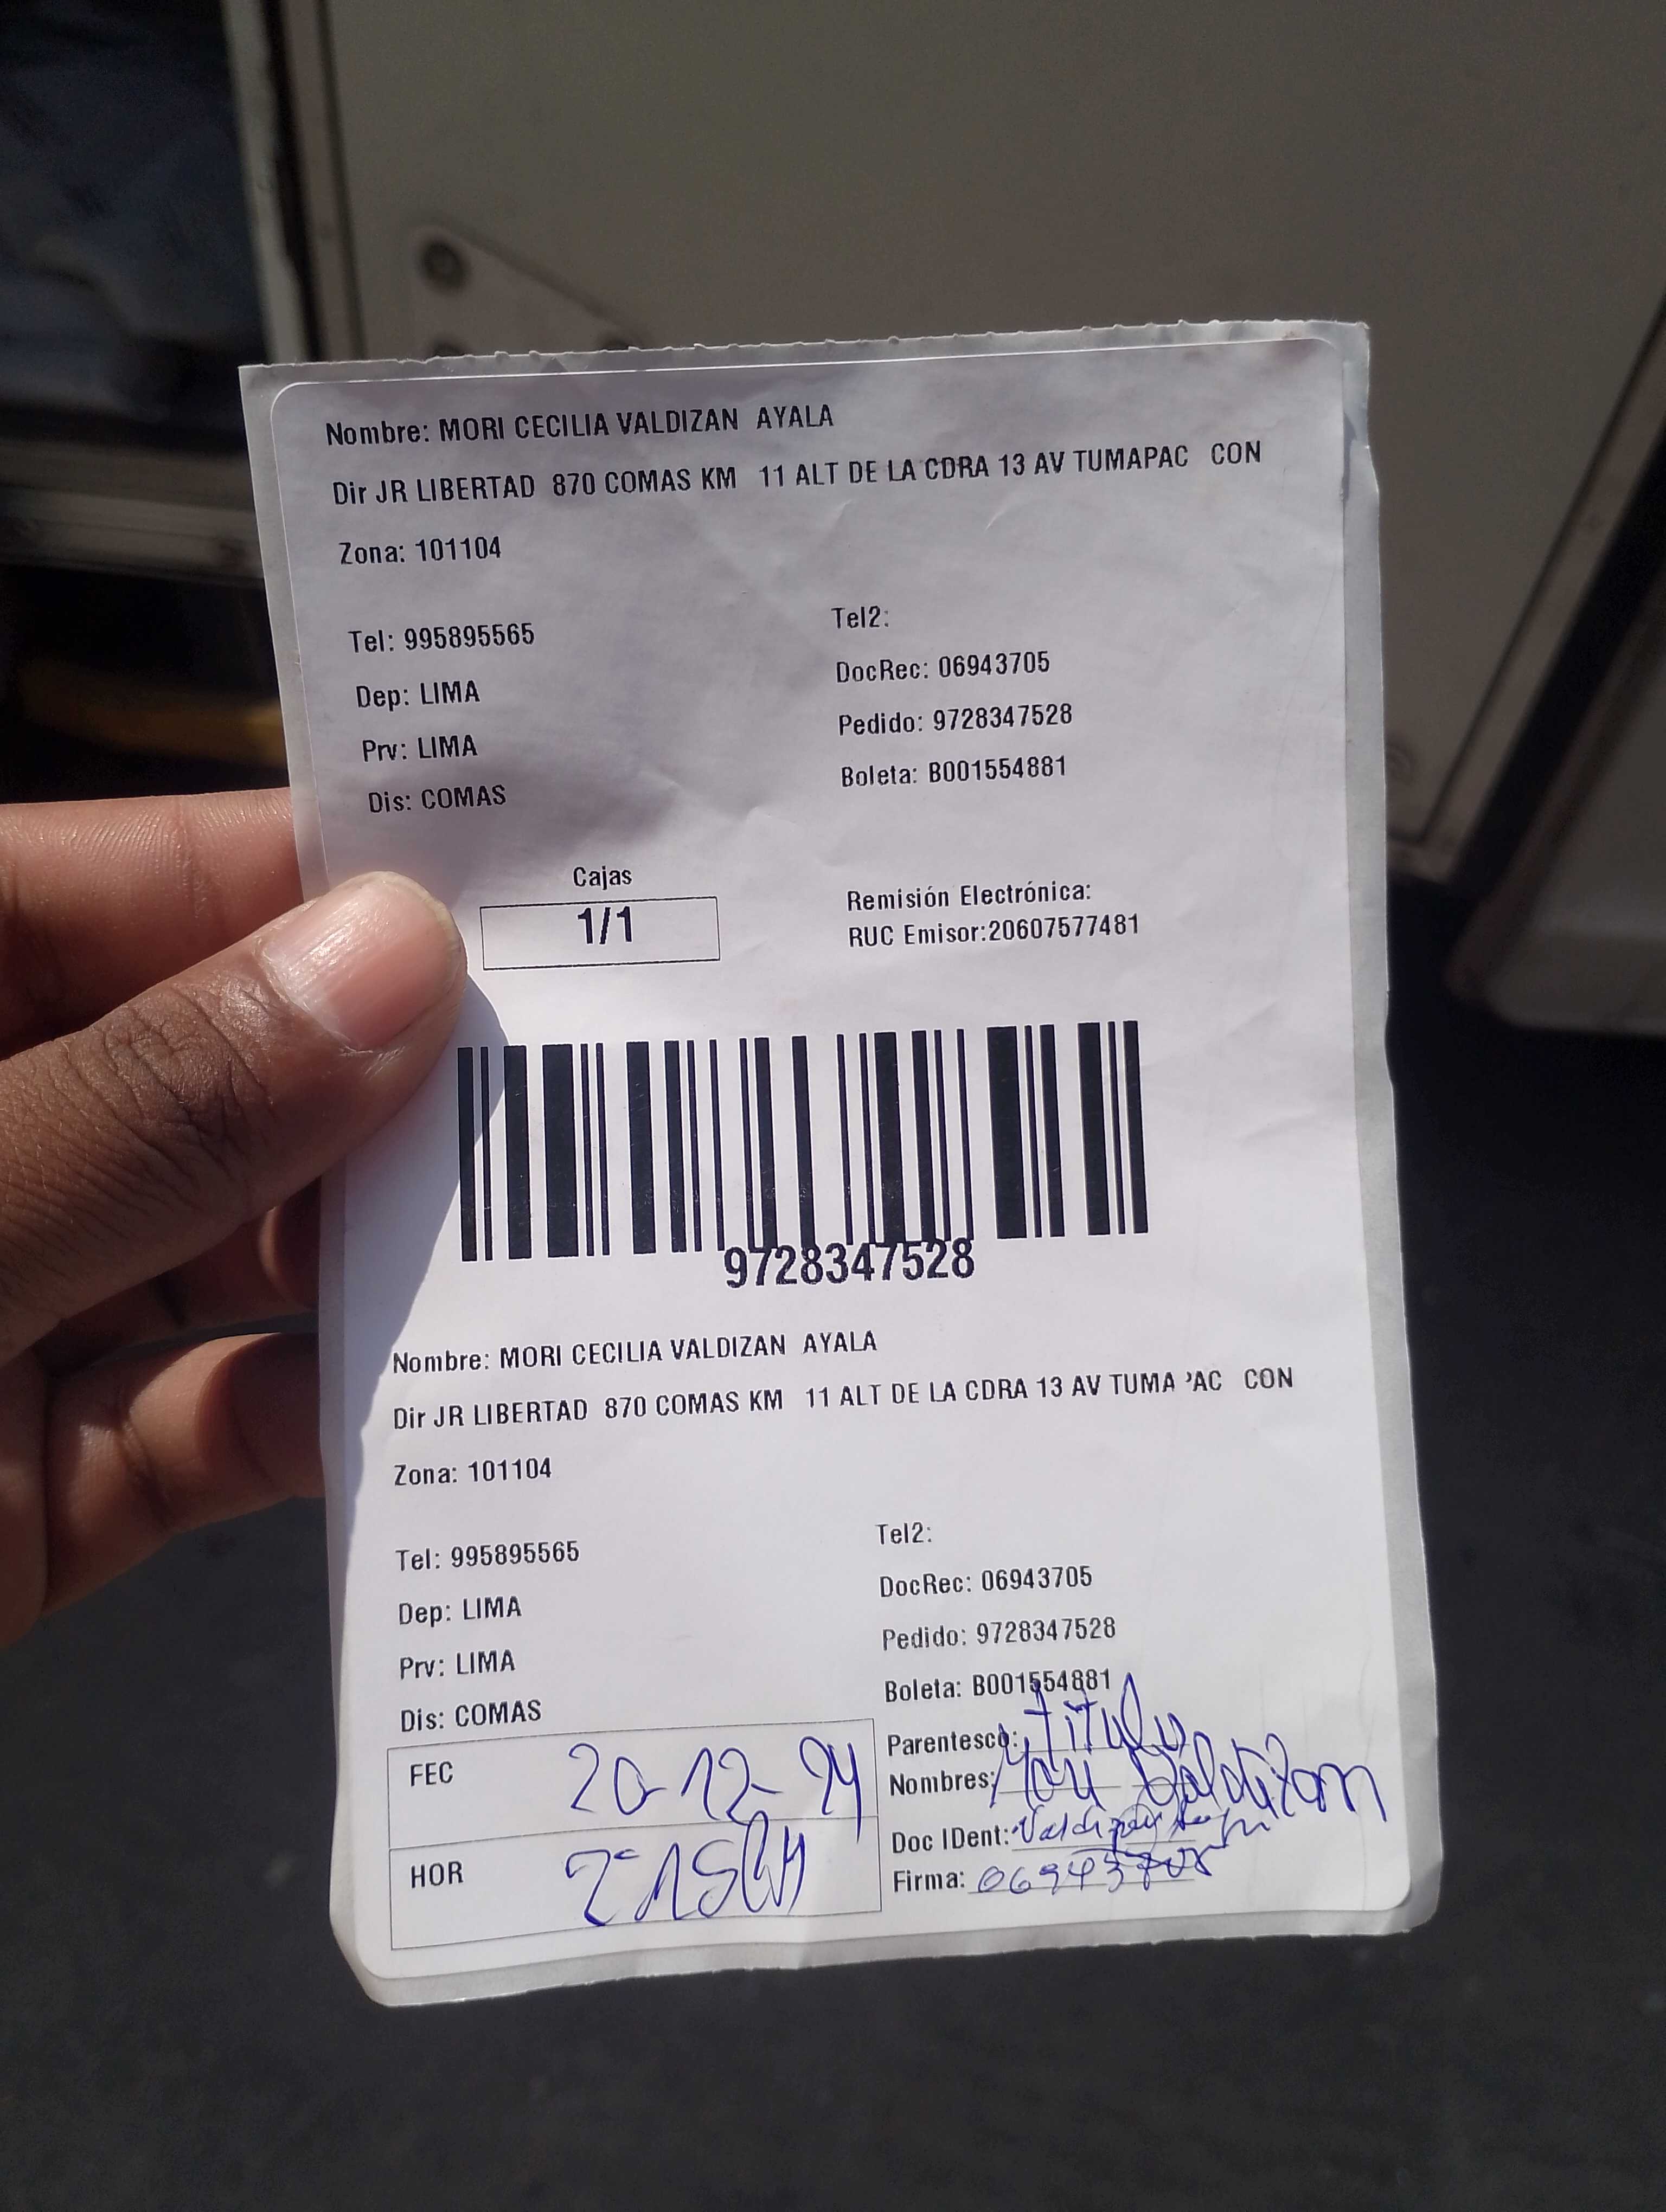 Nombre: MORI CECILIA VALDIZAN AYALA
Dir JR LIBERTAD 870 COMAS KM 11 ALT DE LA CDRA 13 AV TUMAPAC CON
Zona: 101104
Tel: 995895565
Tel2:
Dep: LIMA
DocRec: 06943705
Prv: LIMA
Pedido: 9728347528
Dis: COMAS
Boleta: B001554881
Cajas
1/1
Remisión Electrónica:
RUC Emisor:20607577481
9728347528
Nombre: MORI CECILIA VALDIZAN AYALA
Dir JR LIBERTAD 870 COMAS KM 11 ALT DE LA CDRA 13 AV TUMA 'AC CON
Zona: 101104
Tel: 995895565
Tel2:
Dep: LIMA
DocRec: 06943705
Prv: LIMA
Pedido: 9728347528
Dis: COMAS
Boleta: B001554881
FEC 20-12-24
Parentesco:
Nombres: Mori Valdizan
HOR
Doc IDent:
Firma: 06943705